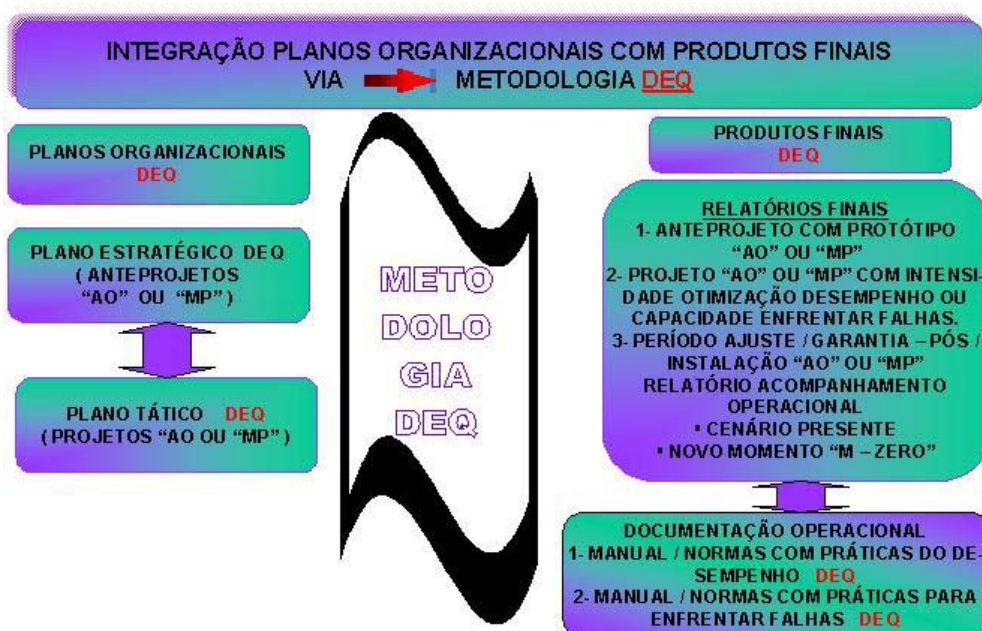 INTEGRAÇÃO PLANOS ORGANIZACIONAIS COM PRODUTOS FINAIS
VIA METODOLOGIA DEQ
PLANOS ORGANIZACIONAIS
DEQ
PLANO ESTRATÉGICO DEQ
( ANTEPROJETOS
“AO” OU “MP” )
PLANO TÁTICO DEQ
( PROJETOS “AO OU “MP” )
METO
DOLO
GIA
DEQ
PRODUTOS FINAIS
DEQ
RELATÓRIOS FINAIS
1- ANTEPROJETO COM PROTÓTIPO
“AO” OU “MP”
2- PROJETO “AO” OU “MP” COM INTENSI-
DADE OTIMIZAÇÃO DESEMPENHO OU
CAPACIDADE ENFRENTAR FALHAS.
3- PERÍODO AJUSTE / GARANTIA – PÓS /
INSTALAÇÃO “AO” OU “MP”
RELATÓRIO ACOMPANHAMENTO
OPERACIONAL
▪ CENÁRIO PRESENTE
▪ NOVO MOMENTO “M – ZERO”
DOCUMENTAÇÃO OPERACIONAL
1- MANUAL / NORMAS COM PRÁTICAS DO DE-
SEMPENHO DEQ
2- MANUAL / NORMAS COM PRÁTICAS PARA
ENFRENTAR FALHAS DEQ